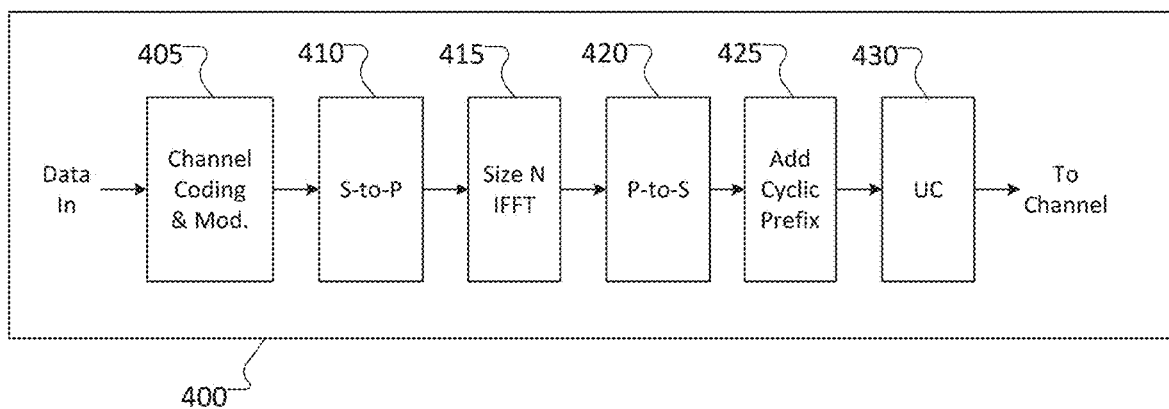 405
410
415
420
425
430
Data
In
Channel
Coding
& Mod.
S-to-P
Size N
IFFT
P-to-S
Add
Cyclic
Prefix
UC
To
Channel
400